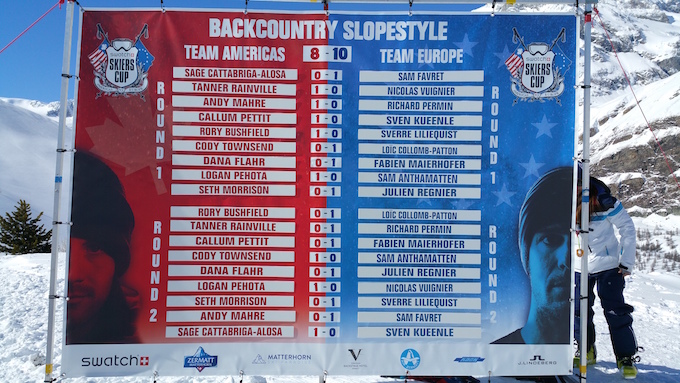 BACKCOUNTRY SLOPESTYLE
TEAM AMERICAS 8 - 10 TEAM EUROPE
SKIERS CUP
SKIERS CUP
ROUND 1
SAGE CATTABRIGA-ALOSA 0 - 1 SAM FAVRET
TANNER RAINVILLE 1 - 0 NICOLAS VUIGNIER
ANDY MAHRE 1 - 0 RICHARD PERMIN
CALLUM PETTIT 1 - 0 SVEN KUEENLE
RORY BUSHFIELD 1 - 0 SVERRE LILIEQUIST
CODY TOWNSEND 1 - 0 LOÏC COLLOMB-PATTON
DANA FLAHR 0 - 1 FABIEN MAIERHOFER
LOGAN PEHOTA 1 - 0 SAM ANTHAMATTEN
SETH MORRISON 1 - 0 JULIEN REGNIER
ROUND 1
ROUND 2
RORY BUSHFIELD 0 - 1 LOÏC COLLOMB-PATTON
TANNER RAINVILLE 0 - 1 RICHARD PERMIN
CALLUM PETTIT 0 - 1 FABIEN MAIERHOFER
CODY TOWNSEND 0 - 1 SAM ANTHAMATTEN
DANA FLAHR 0 - 1 JULIEN REGNIER
LOGAN PEHOTA 0 - 1 NICOLAS VUIGNIER
SETH MORRISON 0 - 1 SVERRE LILIEQUIST
ANDY MAHRE 0 - 1 SAM FAVRET
SAGE CATTABRIGA-ALOSA 1 - 0 SVEN KUEENLE
ROUND 2
swatch ZERMATT MATTERHORN V J.LINDEBERG